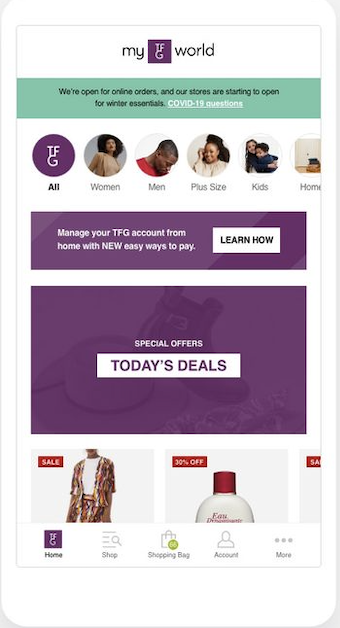 my TFG world
We're open for online orders, and our stores are starting to open
for winter essentials. COVID-19 questions
TFG
All
Women
Men
Plus Size
Kids
Home
Manage your TFG account from
home with NEW easy ways to pay.
LEARN HOW
SPECIAL OFFERS
TODAY'S DEALS
SALE
30% OFF
SAL
Eau
Dynamisante
TFG
Home
Shop
Shopping Bag
Account
More